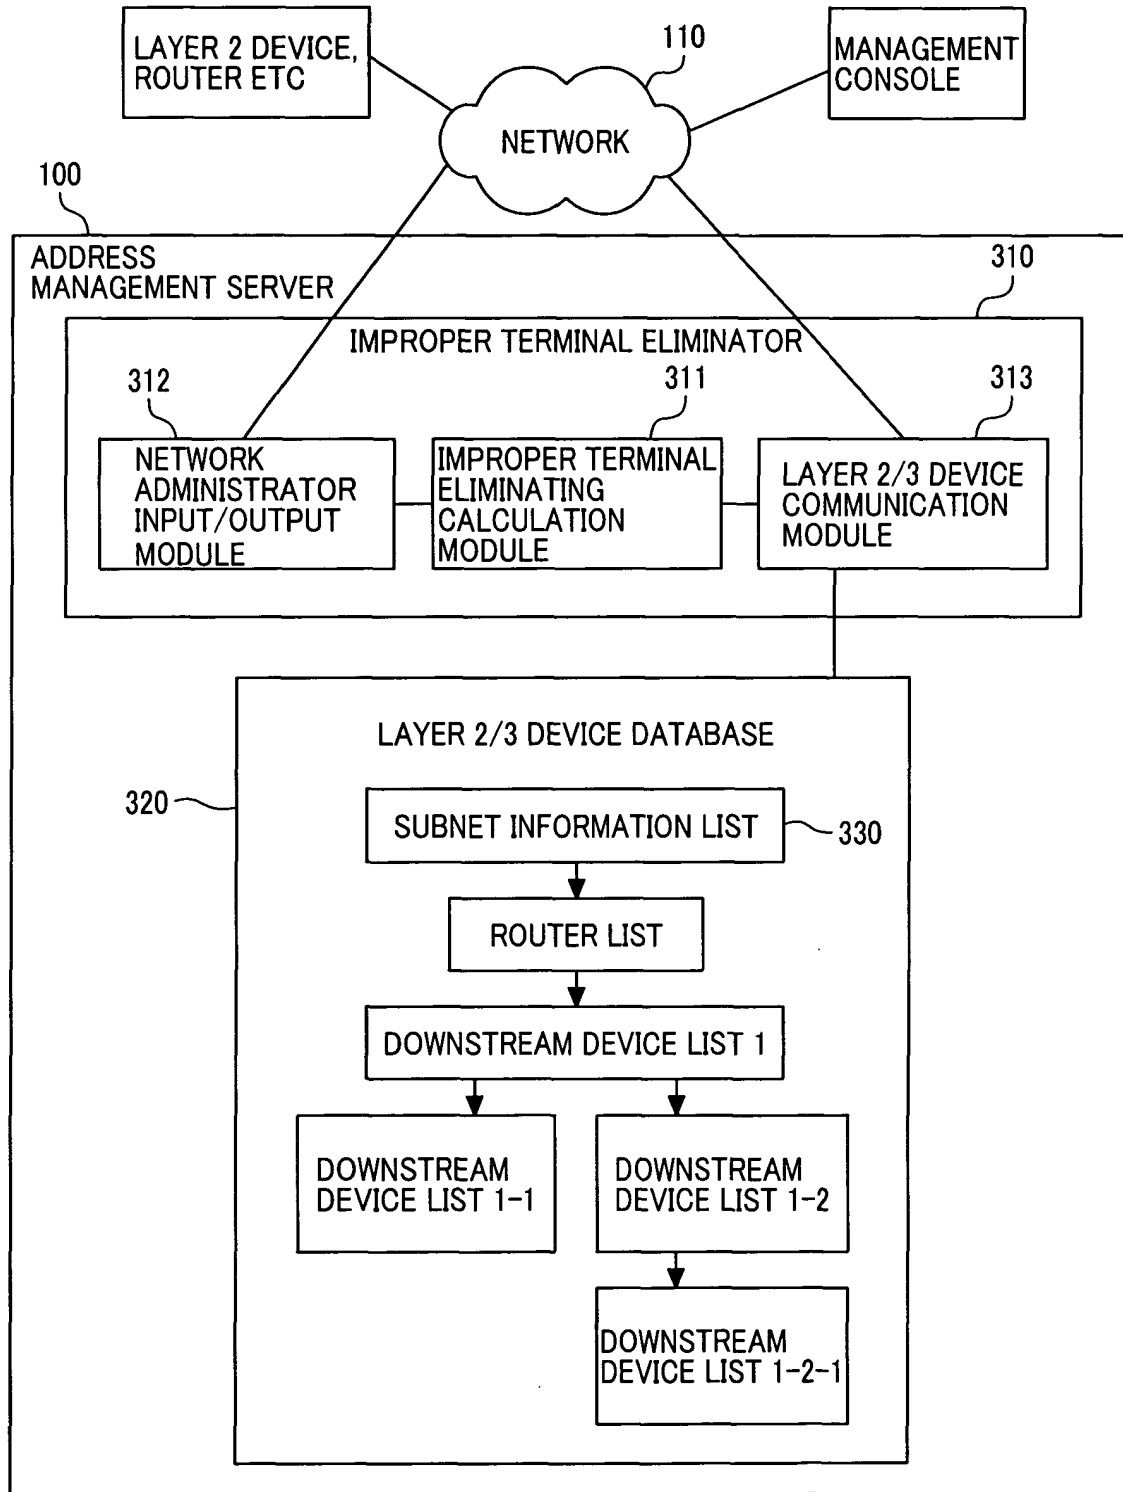 LAYER 2 DEVICE,
ROUTER ETC
110
MANAGEMENT
CONSOLE
NETWORK
100
ADDRESS
MANAGEMENT SERVER
310
IMPROPER TERMINAL ELIMINATOR
312
311
313
NETWORK
ADMINISTRATOR
INPUT/OUTPUT
MODULE
IMPROPER TERMINAL
ELIMINATING
CALCULATION
MODULE
LAYER 2/3 DEVICE
COMMUNICATION
MODULE
LAYER 2/3 DEVICE DATABASE
320
SUBNET INFORMATION LIST
330
ROUTER LIST
DOWNSTREAM DEVICE LIST 1
DOWNSTREAM
DEVICE LIST 1-1
DOWNSTREAM
DEVICE LIST 1-2
DOWNSTREAM
DEVICE LIST 1-2-1